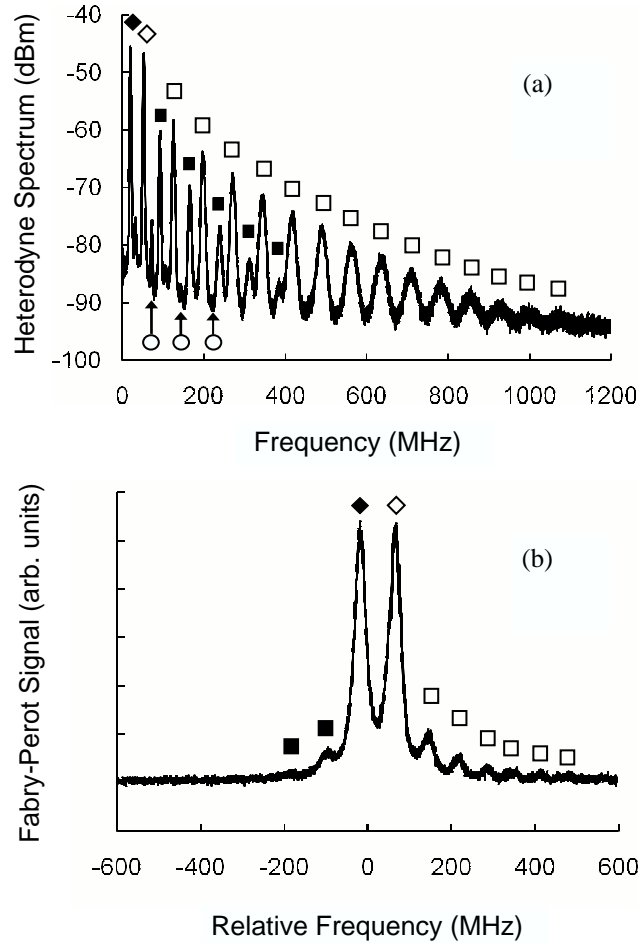 Heterodyne Spectrum (dBm)
-40
-50
-60
-70
-80
-90
-100
(a)
0 200 400 600 800 1000 1200
Frequency (MHz)
Fabry-Perot Signal (arb. units)
(b)
-600 -400 -200 0 200 400 600
Relative Frequency (MHz)